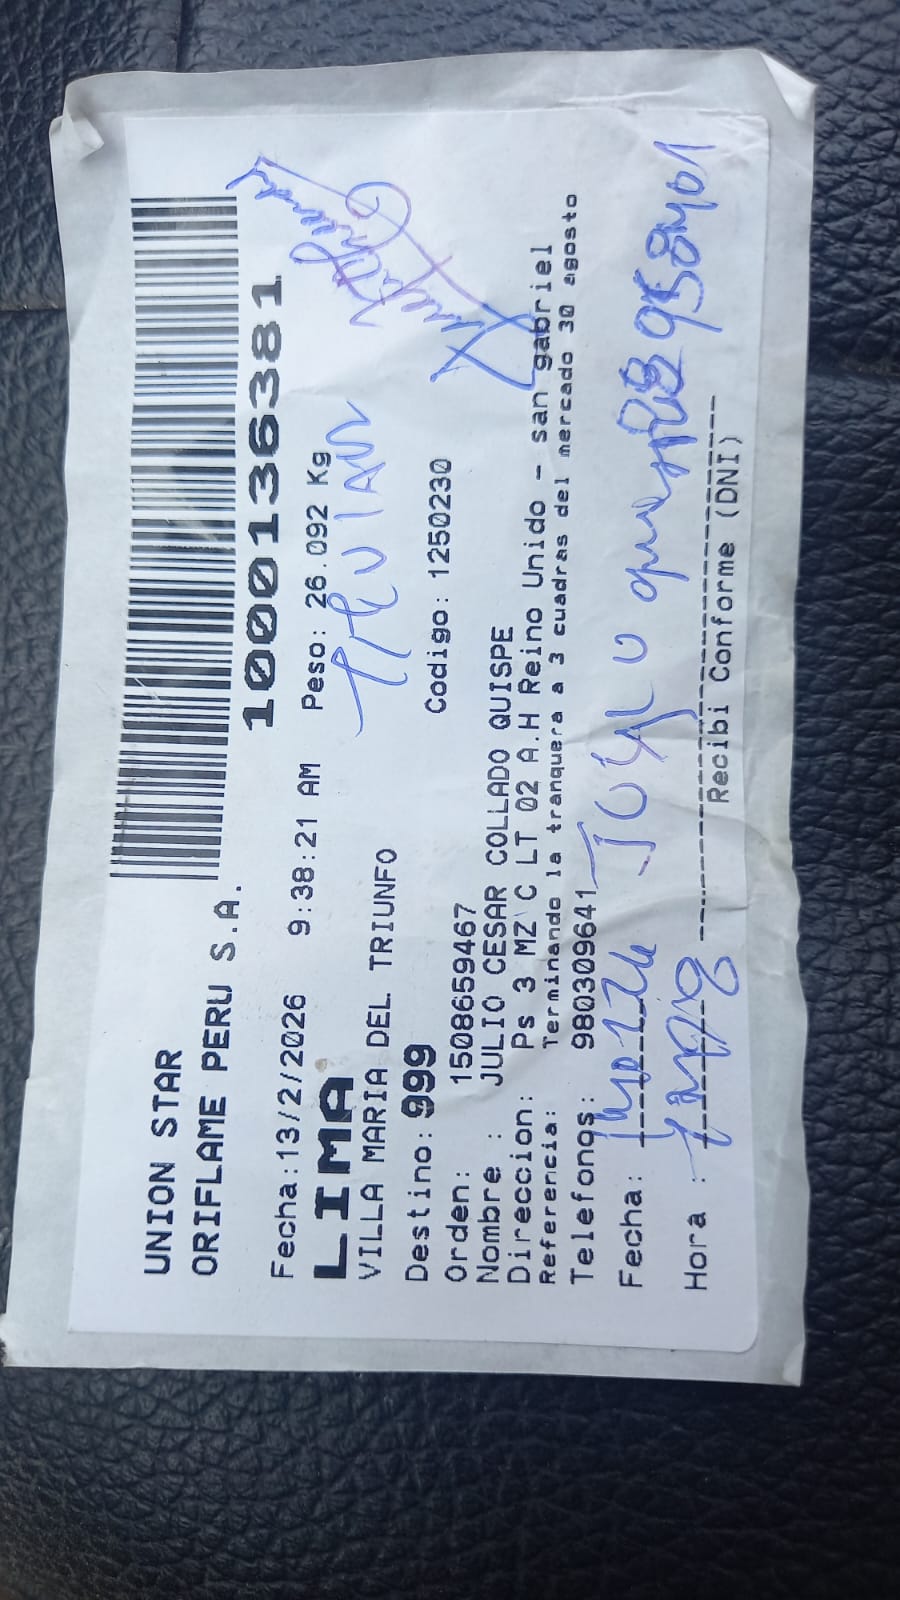 UNION STAR
ORIFLAME PERU S.A.
1000136381
Fecha:13/2/2026 9:38:21 AM Peso: 26.092 Kg
LIMA
VILLA MARIA DEL TRIUNFO
Destino: 999 Codigo: 1250230
Orden: 1508659467
Nombre : JULIO CESAR COLLADO QUISPE
Direccion: Ps 3 MZ C LT 02 A.H Reino Unido - san gabriel
Referencia: Terminando la tranquera a 3 cuadras del mercado 30 agosto
Telefonos: 980309641
Fecha:
Hora :
Recibi Conforme (DNI)